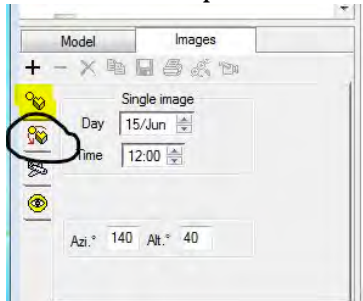 Model Images
Single image
Day 15/Jun
Time 12:00
Azi.° 140 Alt.° 40